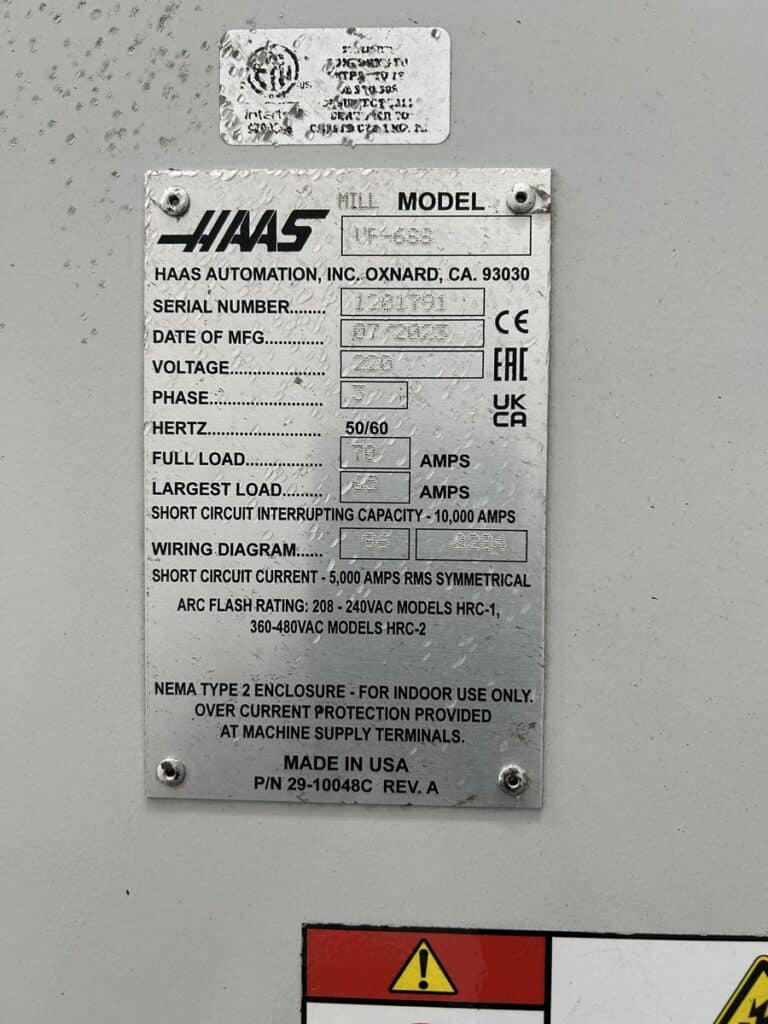 Intertek
MILL MODEL
HAAS
VF-6SS
HAAS AUTOMATION, INC. OXNARD, CA. 93030
SERIAL NUMBER........ 1201791
DATE OF MFG............. 07/2023
CE
VOLTAGE.................... 220
EAC
PHASE........................ 3
UK
CA
HERTZ........................ 50/60
FULL LOAD................ 70 AMPS
LARGEST LOAD......... AMPS
SHORT CIRCUIT INTERRUPTING CAPACITY - 10,000 AMPS
WIRING DIAGRAM...... 96
SHORT CIRCUIT CURRENT - 5,000 AMPS RMS SYMMETRICAL
ARC FLASH RATING: 208 - 240VAC MODELS HRC-1,
360-480VAC MODELS HRC-2
NEMA TYPE 2 ENCLOSURE - FOR INDOOR USE ONLY.
OVER CURRENT PROTECTION PROVIDED
AT MACHINE SUPPLY TERMINALS.
MADE IN USA
P/N 29-10048C REV. A